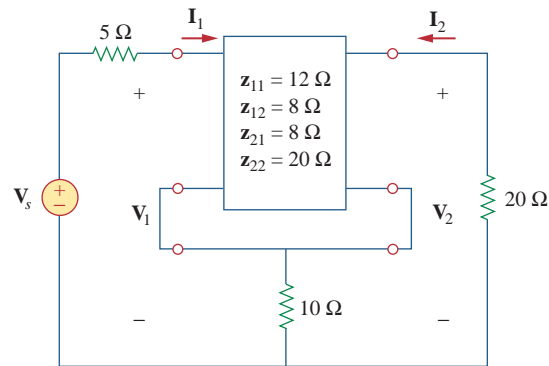 I₁
I₂
5 Ω
+
z₁₁ = 12 Ω
z₁₂ = 8 Ω
z₂₁ = 8 Ω
z₂₂ = 20 Ω
+
Vₛ
+
−
V₁
V₂
20 Ω
10 Ω
−
−